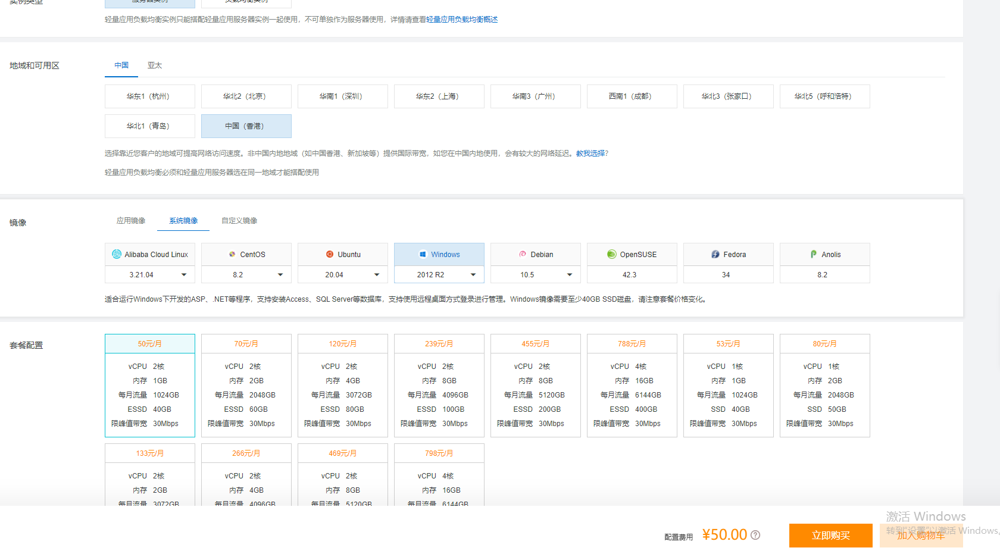 实例类型 服务器实例 负载均衡实例
轻量应用负载均衡实例只能搭配轻量应用服务器实例一起使用，不可单独作为服务器使用，详情请查看轻量应用负载均衡概述
地域和可用区 中国 亚太
华东1（杭州） 华北2（北京） 华南1（深圳） 华东2（上海） 华南3（广州） 西南1（成都） 华北3（张家口） 华北5（呼和浩特）
华北1（青岛） 中国（香港）
选择靠近您客户的地域可提高网络访问速度。非中国内地地域（如中国香港、新加坡等）提供国际带宽，如您在中国内地使用，会有较大的网络延迟。教我选择?
轻量应用负载均衡必须和轻量应用服务器选在同一地域才能搭配使用
镜像 应用镜像 系统镜像 自定义镜像
Alibaba Cloud Linux CentOS Ubuntu Windows Debian OpenSUSE Fedora Anolis
3.21.04 8.2 20.04 2012 R2 10.5 42.3 34 8.2
适合运行Windows下开发的ASP、.NET等程序，支持安装Access、SQL Server等数据库，支持使用远程桌面方式登录进行管理。Windows镜像需要至少40GB SSD磁盘，请注意套餐价格变化。
套餐配置 50元/月 70元/月 120元/月 239元/月 455元/月 788元/月 53元/月 80元/月
vCPU 2核 vCPU 2核 vCPU 2核 vCPU 2核 vCPU 2核 vCPU 4核 vCPU 1核 vCPU 1核
内存 1GB 内存 2GB 内存 4GB 内存 8GB 内存 8GB 内存 16GB 内存 1GB 内存 2GB
每月流量 1024GB 每月流量 2048GB 每月流量 3072GB 每月流量 4096GB 每月流量 5120GB 每月流量 6144GB 每月流量 1024GB 每月流量 2048GB
ESSD 40GB ESSD 60GB ESSD 80GB ESSD 100GB ESSD 200GB ESSD 400GB SSD 40GB SSD 50GB
限峰值带宽 30Mbps 限峰值带宽 30Mbps 限峰值带宽 30Mbps 限峰值带宽 30Mbps 限峰值带宽 30Mbps 限峰值带宽 30Mbps 限峰值带宽 30Mbps 限峰值带宽 30Mbps
133元/月 266元/月 469元/月 798元/月
vCPU 2核 vCPU 2核 vCPU 2核 vCPU 4核
内存 2GB 内存 4GB 内存 8GB 内存 16GB
每月流量 3072GB 每月流量 4096GB 每月流量 5120GB 每月流量 6144GB
激活 Windows
转到"设置"以激活 Windows。
配置费用 ¥50.00 ? 立即购买 加入购物车